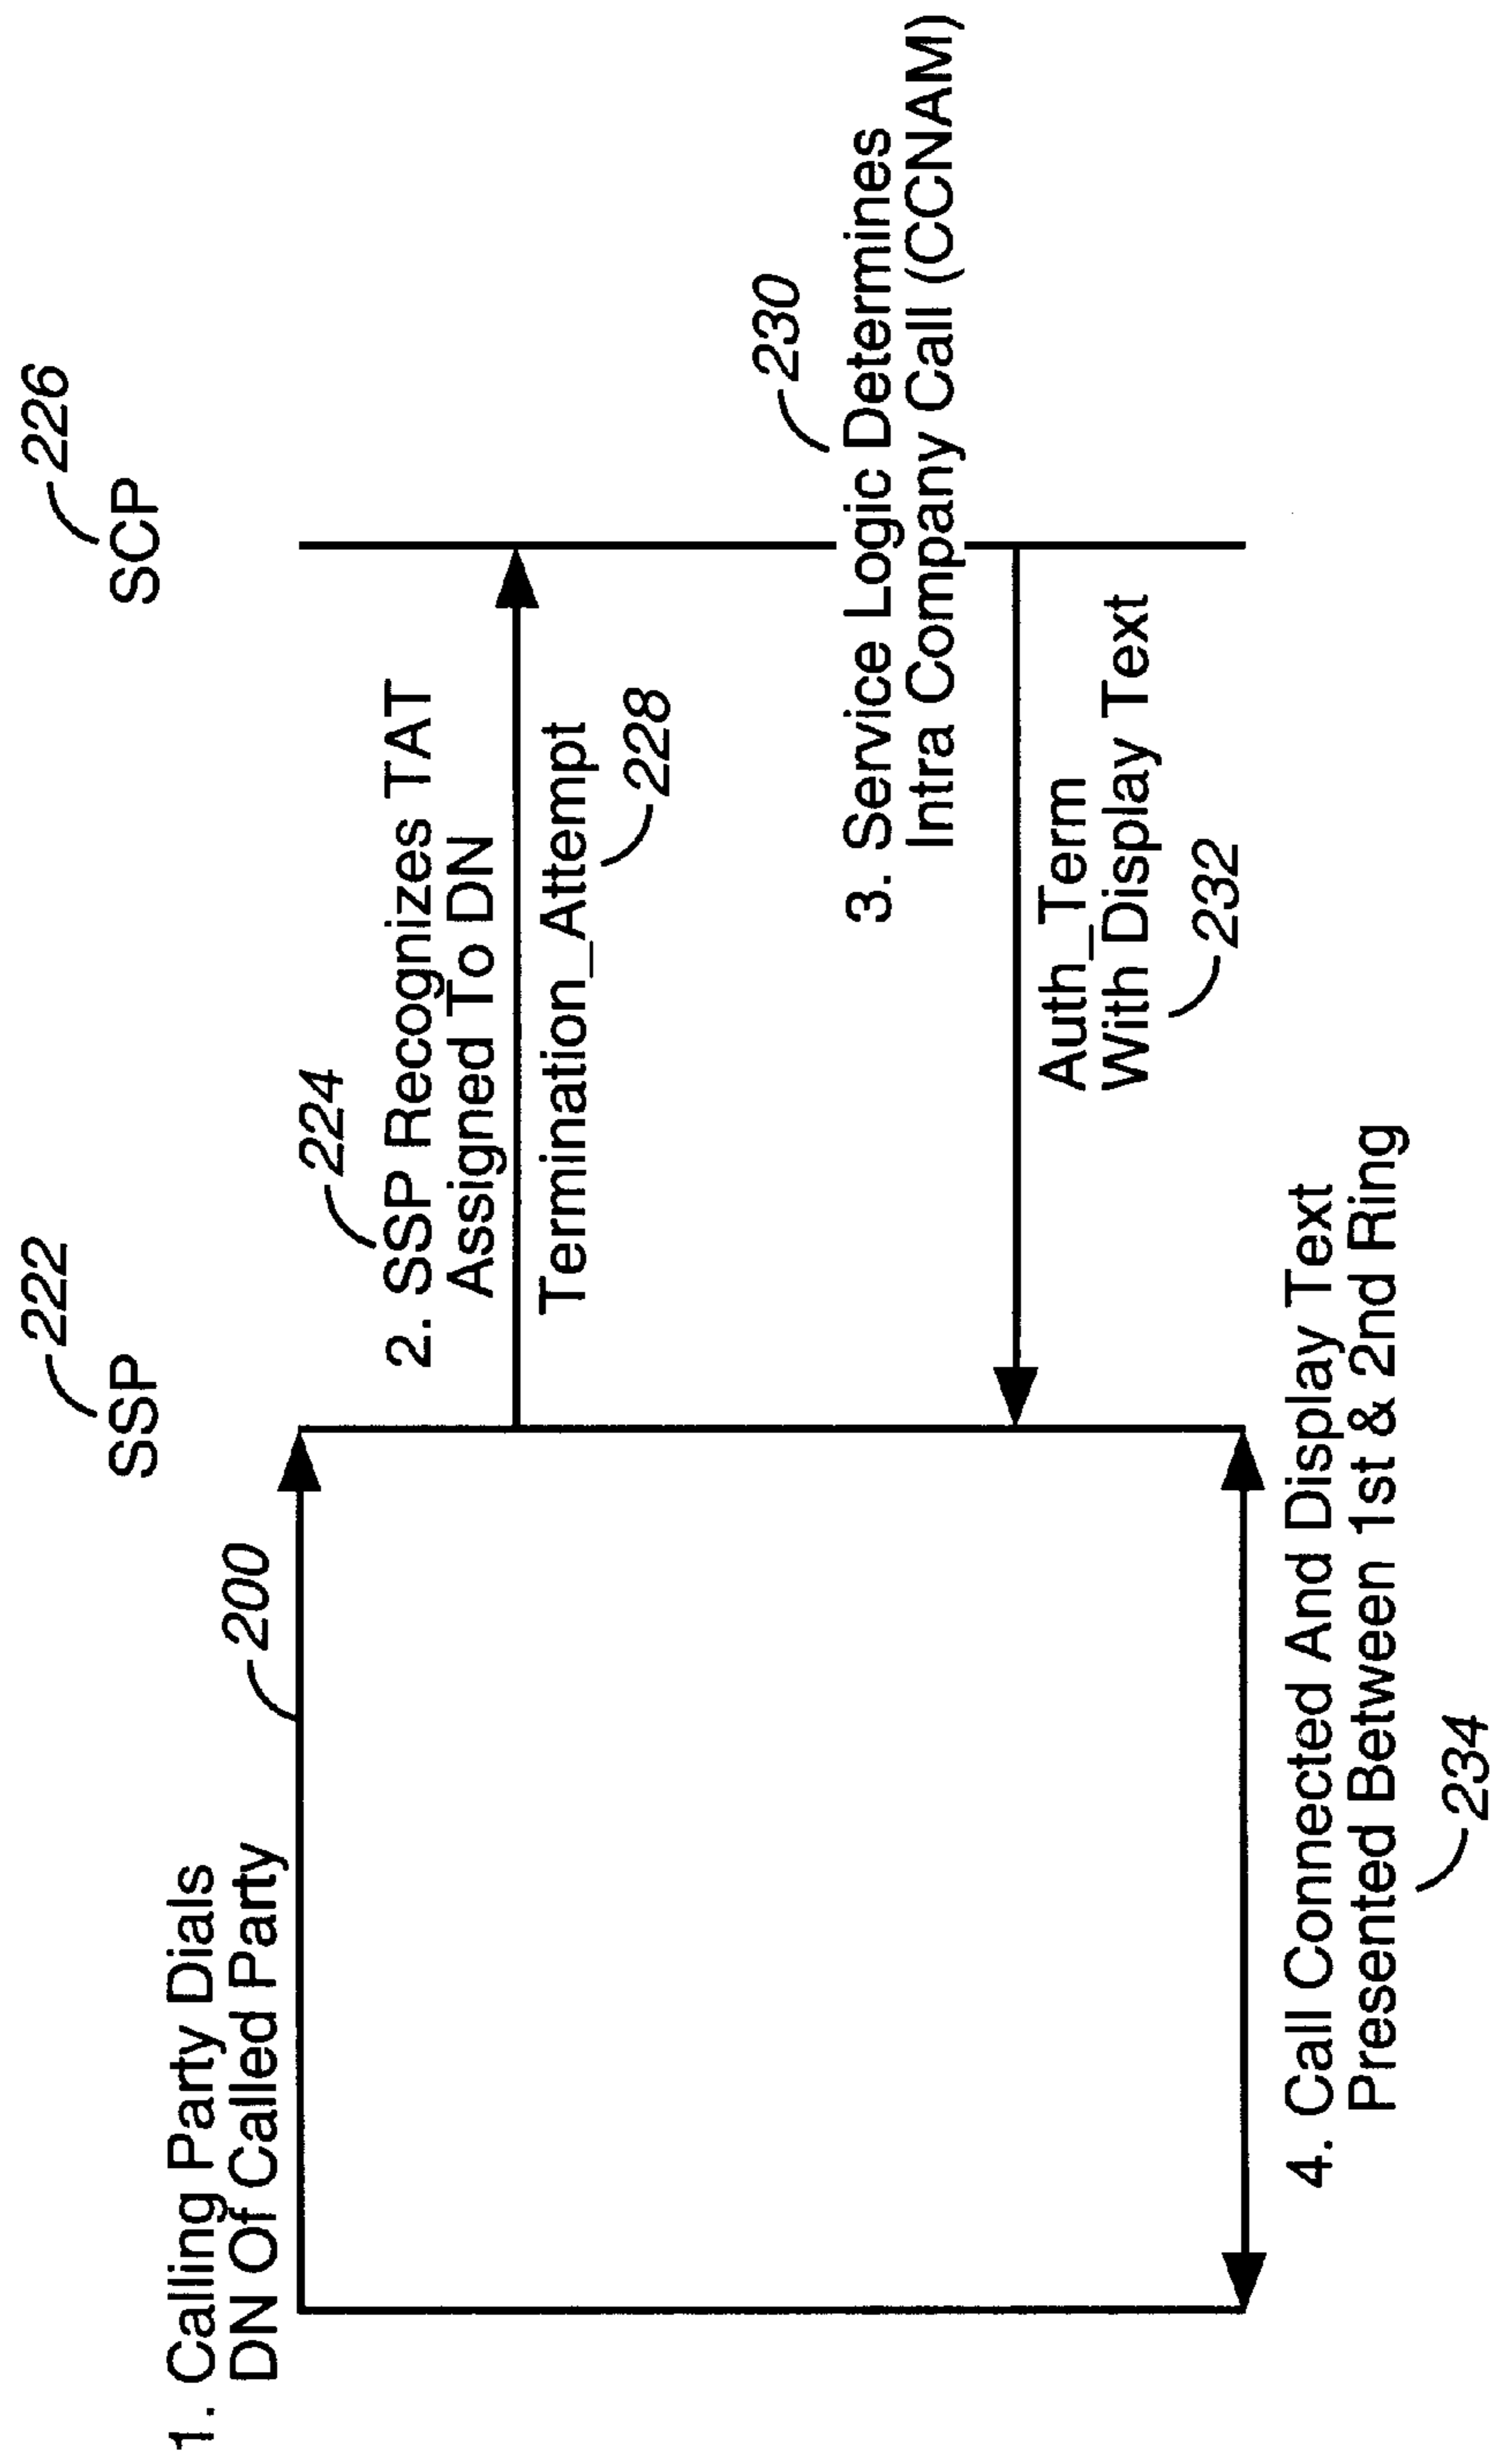 222
SSP
226
SCP
1. Calling Party Dials
DN Of Called Party
200
224
2. SSP Recognizes TAT
Assigned To DN
Termination_Attempt
228
230
3. Service Logic Determines
Intra Company Call (CCNAM)
Auth_Term
With Display Text
232
4. Call Connected And Display Text
Presented Between 1st & 2nd Ring
234